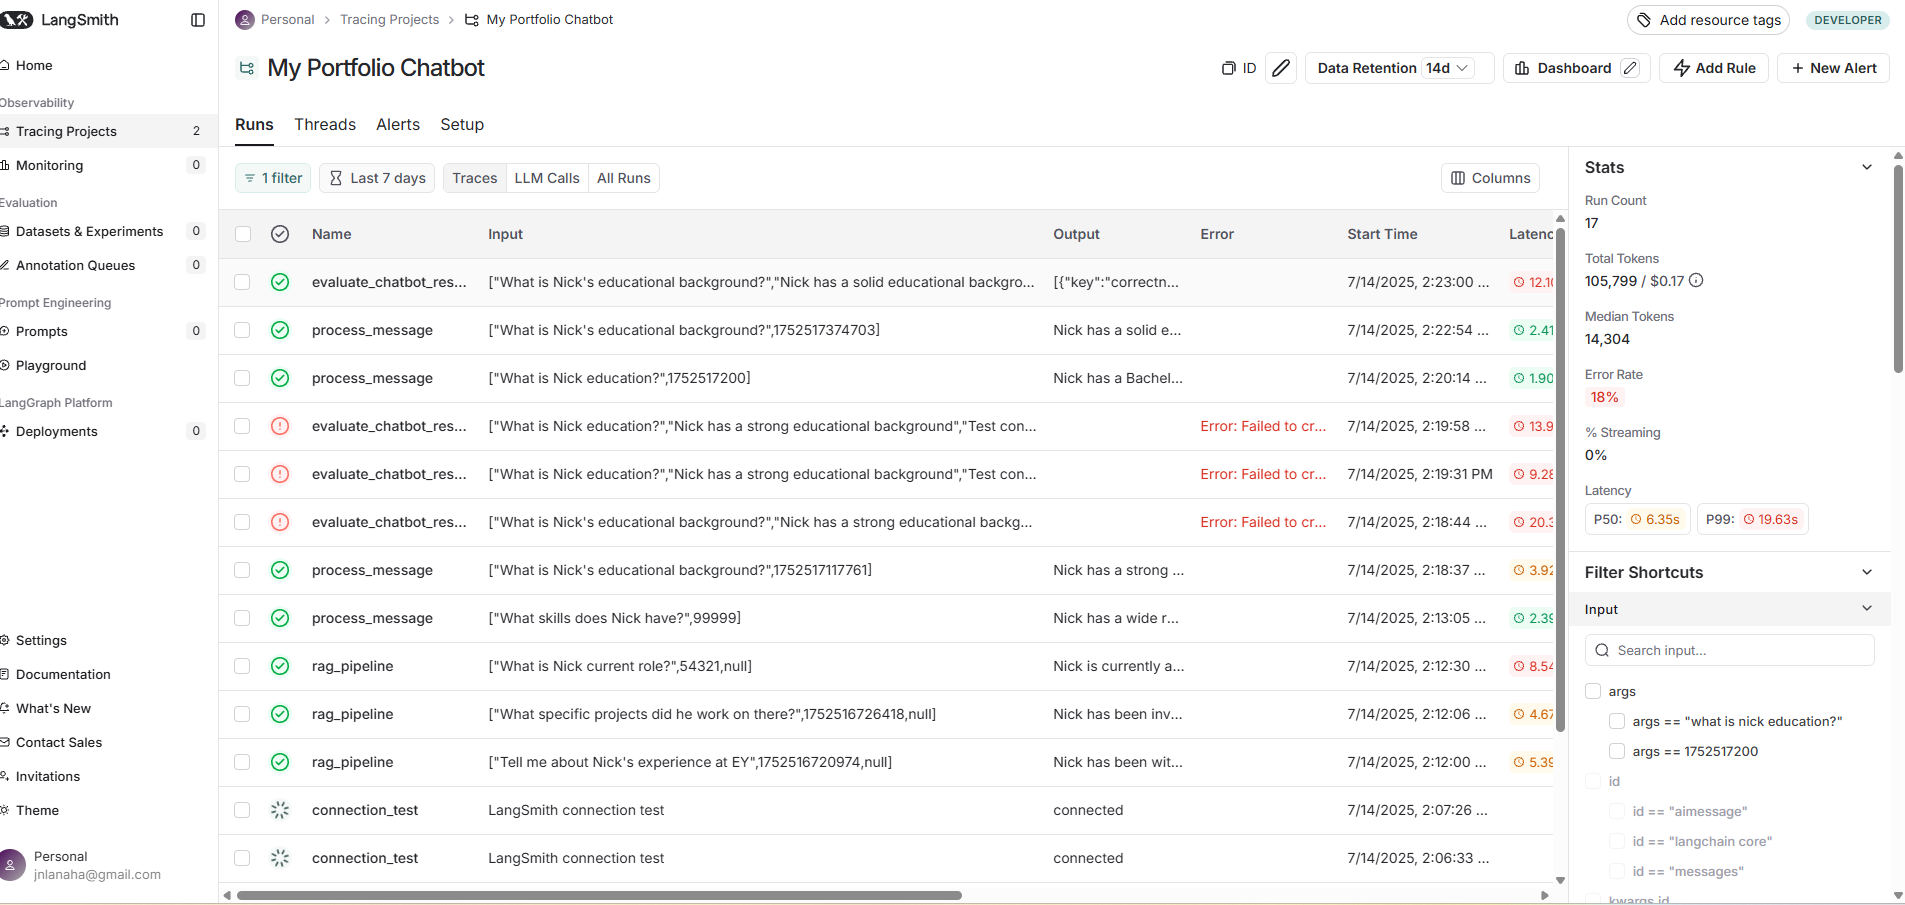 LangSmith
Personal > Tracing Projects > My Portfolio Chatbot
Add resource tags
DEVELOPER
Home
Observability
Tracing Projects 2
Monitoring 0
Evaluation
Datasets & Experiments 0
Annotation Queues 0
Prompt Engineering
Prompts 0
Playground
LangGraph Platform
Deployments 0
Settings
Documentation
What's New
Contact Sales
Invitations
Theme
Personal
jnlanaha@gmail.com
My Portfolio Chatbot
ID
Data Retention 14d
Dashboard
Add Rule
+ New Alert
Runs Threads Alerts Setup
1 filter Last 7 days Traces LLM Calls All Runs Columns
Name Input Output Error Start Time Latenc
evaluate_chatbot_res... ["What is Nick's educational background?","Nick has a solid educational backgro... [{"key":"correctn... 7/14/2025, 2:23:00 ... 12.10
process_message ["What is Nick's educational background?",1752517374703] Nick has a solid e... 7/14/2025, 2:22:54 ... 2.41
process_message ["What is Nick education?",1752517200] Nick has a Bachel... 7/14/2025, 2:20:14 ... 1.90
evaluate_chatbot_res... ["What is Nick education?","Nick has a strong educational background","Test con... Error: Failed to cr... 7/14/2025, 2:19:58 ... 13.9
evaluate_chatbot_res... ["What is Nick education?","Nick has a strong educational background","Test con... Error: Failed to cr... 7/14/2025, 2:19:31 PM 9.28
evaluate_chatbot_res... ["What is Nick's educational background?","Nick has a strong educational backg... Error: Failed to cr... 7/14/2025, 2:18:44 ... 20.3
process_message ["What is Nick's educational background?",1752517117761] Nick has a strong ... 7/14/2025, 2:18:37 ... 3.92
process_message ["What skills does Nick have?",99999] Nick has a wide r... 7/14/2025, 2:13:05 ... 2.39
rag_pipeline ["What is Nick current role?",54321,null] Nick is currently a... 7/14/2025, 2:12:30 ... 8.54
rag_pipeline ["What specific projects did he work on there?",1752516726418,null] Nick has been inv... 7/14/2025, 2:12:06 ... 4.67
rag_pipeline ["Tell me about Nick's experience at EY",1752516720974,null] Nick has been wit... 7/14/2025, 2:12:00 ... 5.39
connection_test LangSmith connection test connected 7/14/2025, 2:07:26 ...
connection_test LangSmith connection test connected 7/14/2025, 2:06:33 ...
Stats
Run Count
17
Total Tokens
105,799 / $0.17
Median Tokens
14,304
Error Rate
18%
% Streaming
0%
Latency
P50: 6.35s P99: 19.63s
Filter Shortcuts
Input
Search input...
args
args == "what is nick education?"
args == 1752517200
id
id == "aimessage"
id == "langchain core"
id == "messages"
kwargs.id